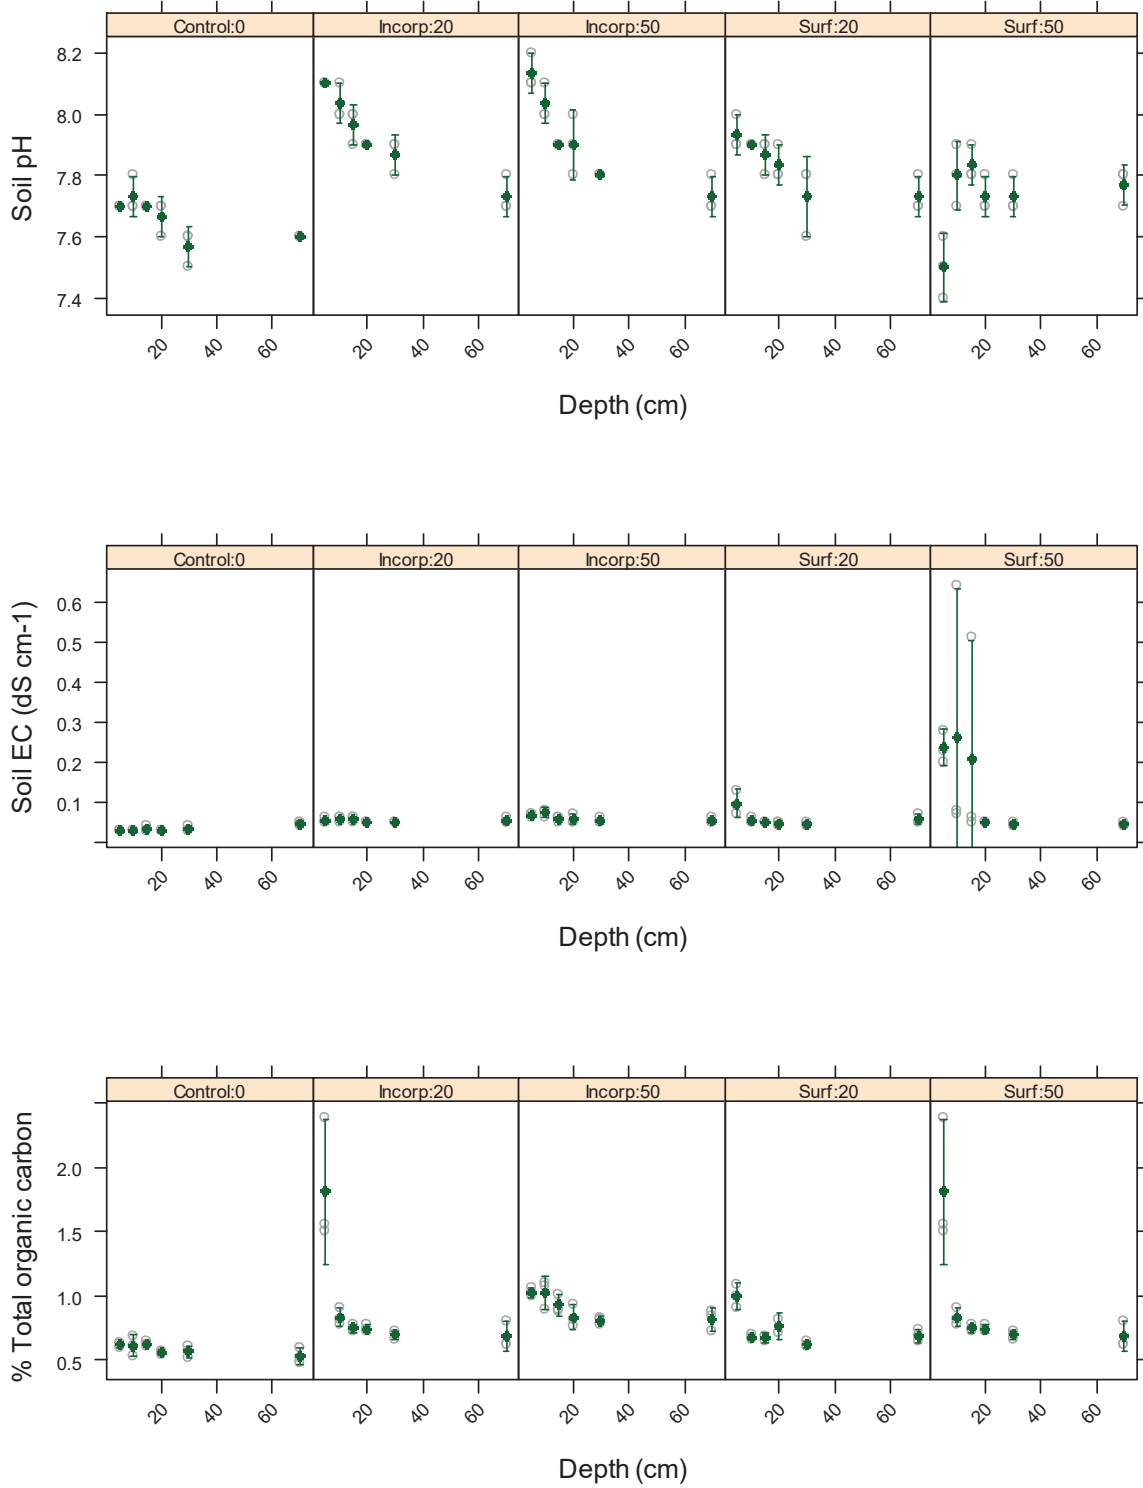 Control:0 Incorp:20 Incorp:50 Surf:20 Surf:50
8.2
8.0
7.8
7.6
7.4
Soil pH
20 40 60 20 40 60 20 40 60 20 40 60 20 40 60
Depth (cm)
Control:0 Incorp:20 Incorp:50 Surf:20 Surf:50
0.6
0.5
0.4
0.3
0.2
0.1
Soil EC (dS cm-1)
20 40 60 20 40 60 20 40 60 20 40 60 20 40 60
Depth (cm)
Control:0 Incorp:20 Incorp:50 Surf:20 Surf:50
2.0
1.5
1.0
0.5
% Total organic carbon
20 40 60 20 40 60 20 40 60 20 40 60 20 40 60
Depth (cm)